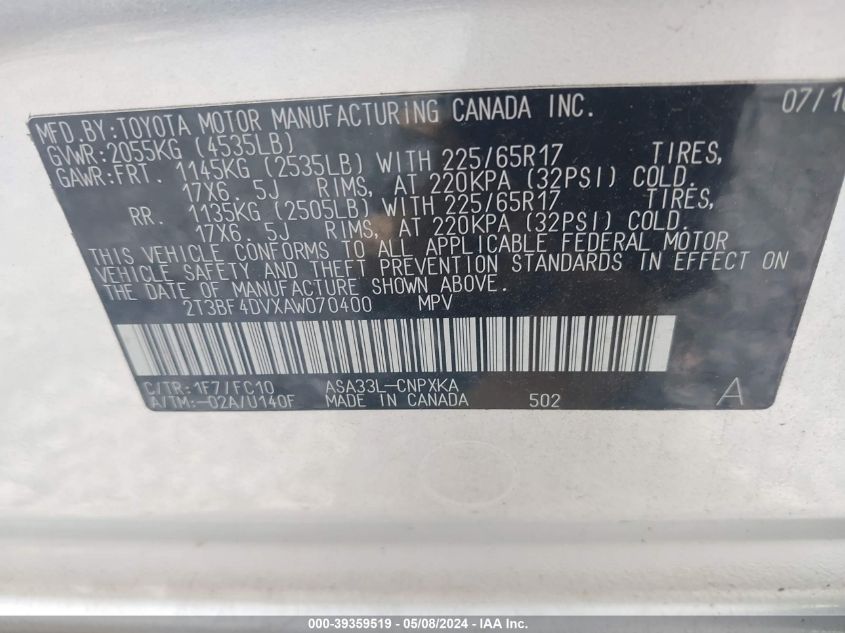 MFD.BY:TOYOTA MOTOR MANUFACTURING CANADA INC. 07/10
GVWR:2055KG (4535LB)
GAWR:FRT. 1145KG (2535LB) WITH 225/65R17 TIRES,
17X6. 5J RIMS, AT 220KPA (32PSI) COLD.
RR. 1135KG (2505LB) WITH 225/65R17 TIRES,
17X6. 5J RIMS, AT 220KPA (32PSI) COLD.
THIS VEHICLE CONFORMS TO ALL APPLICABLE FEDERAL MOTOR
VEHICLE SAFETY AND THEFT PREVENTION STANDARDS IN EFFECT ON
THE DATE OF MANUFACTURE SHOWN ABOVE.
2T3BF4DVXAW070400 MPV
C/TR:1F7/FC10 ASA33L-CNPXKA
A/TM:-02A/U140F MADE IN CANADA 502 A
000-39359519 - 05/08/2024 - IAA Inc.